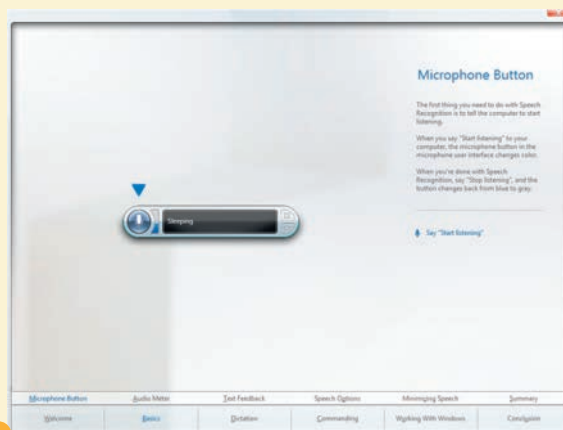 Microphone Button
The first thing you need to do with Speech
Recognition is to tell the computer to start
listening.
When you say "Start listening" to your
computer, the microphone button in the
microphone user interface changes color.
When you're done with Speech
Recognition, say "Stop listening", and the
button changes back from blue to gray.
Sleeping
Say "Start listening"
Microphone Button Audio Meter Text Feedback Speech Options Minimizing Speech Summary
Welcome Basics Dictation Commanding Working With Windows Conclusion